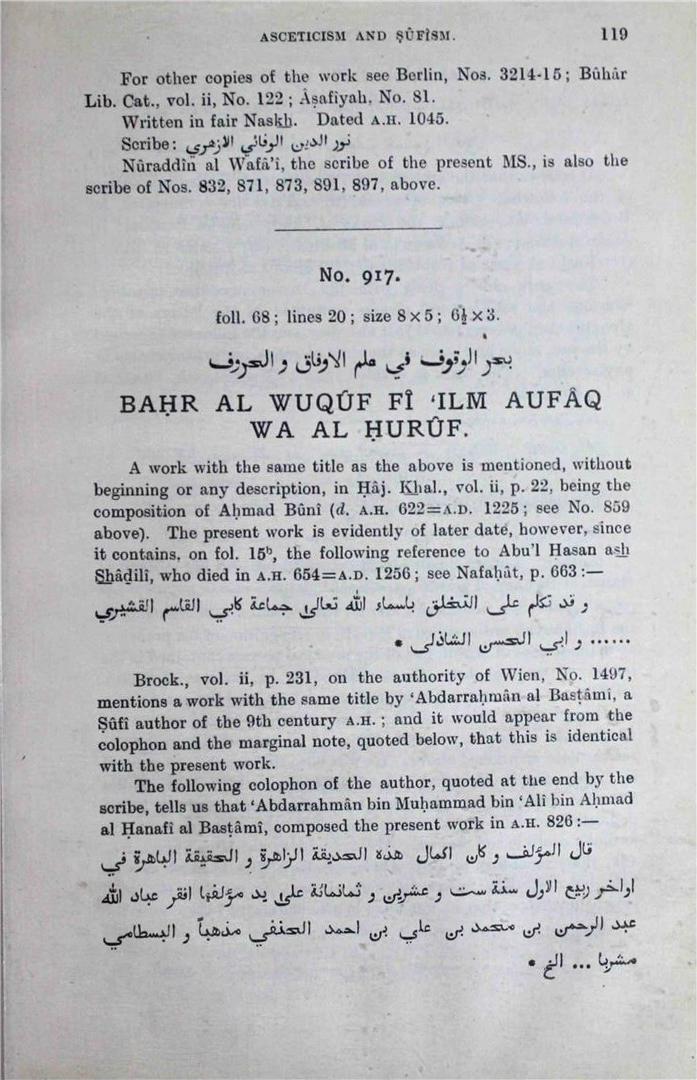 ASCETICISM AND ṢÛFÎSM. 119
For other copies of the work see Berlin, Nos. 3214-15; Bûhâr
Lib. Cat., vol. ii, No. 122; Âṣafîyah, No. 81.
Written in fair Naskh. Dated A.H. 1045.
Scribe: نور الدين الوفائي الازهري
Nûraddîn al Wafâ’î, the scribe of the present MS., is also the
scribe of Nos. 832, 871, 873, 891, 897, above.
No. 917.
foll. 68; lines 20; size 8 × 5; 6½ × 3.
بحر الوقوف في علم الاوفاق و الحروف
BAḤR AL WUQÛF FÎ ‘ILM AUFÂQ
WA AL ḤURÛF.
A work with the same title as the above is mentioned, without
beginning or any description, in Ḥâj. Khal., vol. ii, p. 22, being the
composition of Aḥmad Bûnî (d. A.H. 622=A.D. 1225; see No. 859
above). The present work is evidently of later date, however, since
it contains, on fol. 15ᵇ, the following reference to Abu’l Ḥasan ash
Shâḍilî, who died in A.H. 654=A.D. 1256; see Nafaḥât, p. 663:—
و قد تكلم على التخلق باسماء الله تعالى جماعة كابي القاسم القشيري
...... و ابي الحسن الشاذلى •
Brock., vol. ii, p. 231, on the authority of Wien, No. 1497,
mentions a work with the same title by ‘Abdarraḥmân al Basṭâmî, a
Ṣûfî author of the 9th century A.H.; and it would appear from the
colophon and the marginal note, quoted below, that this is identical
with the present work.
The following colophon of the author, quoted at the end by the
scribe, tells us that ‘Abdarrahmân bin Muḥammad bin ‘Alî bin Aḥmad
al Ḥanafî al Basṭâmî, composed the present work in A.H. 826:—
قال المؤلف و كان اكمال هذه الحديقة الزاهرة و الحقيقة الباهرة في
اواخر ربيع الاول سنة ست و عشرين و ثمانمائة على يد مؤلفها افقر عباد الله
عبد الرحمن بن محمد بن علي بن احمد الحنفي مذهباً و البسطامي
مشربا ... الخ •